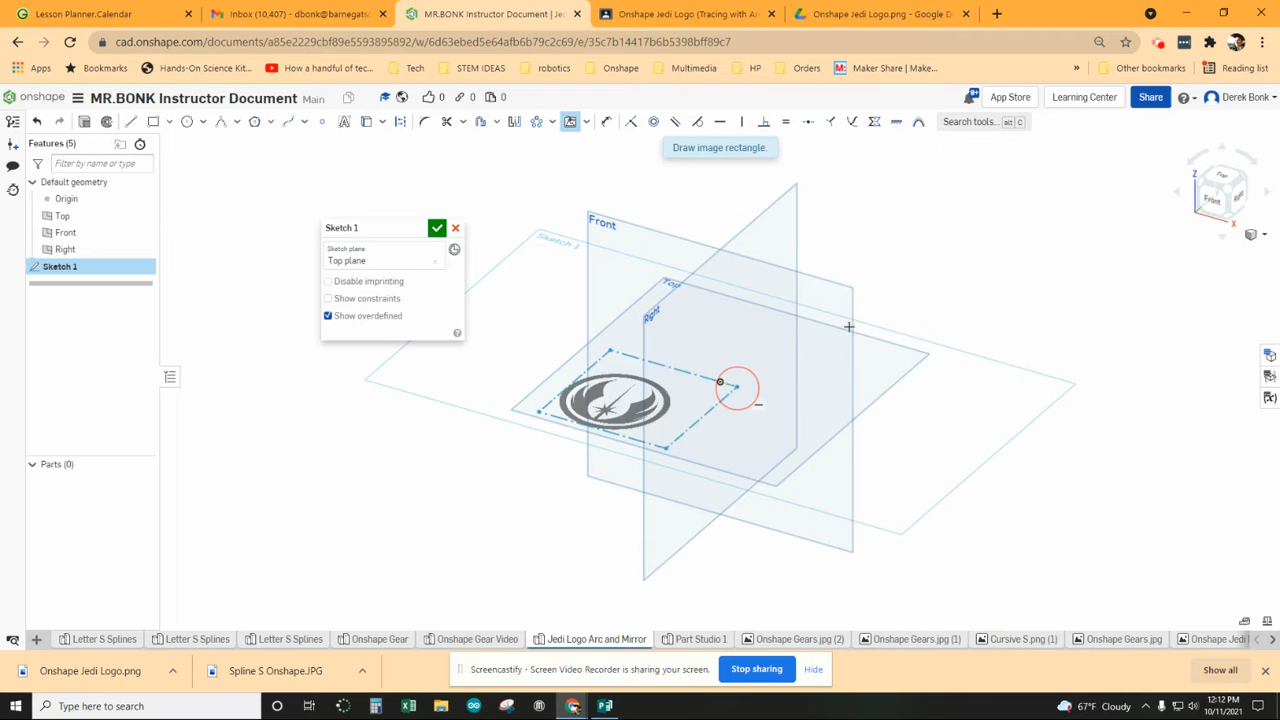 Lesson Planner.Calendar
Inbox (10,407) - dbonk@barnegatsc
MR.BONK Instructor Document | Jed
Onshape Jedi Logo (Tracing with Arc
Onshape Jedi Logo.png - Google D
cad.onshape.com/documents/a85e2229cbf89e5593895892/w/6d63ebed5e64afb6b79c2c69/e/35c7b14417b6b5398bff89c7
Apps
Bookmarks
Hands-On Science Kit...
How a handful of tec...
Tech
STEM IDEAS
robotics
Onshape
Multimedia
HP
Orders
Maker Share | Make...
Other bookmarks
Reading list
onshape
MR.BONK Instructor Document
Main
0
0
0
App Store
Learning Center
Share
Derek Bonk
Search tools...
alt C
Features (5)
Filter by name or type
Draw image rectangle.
Default geometry
Origin
Top
Front
Right
Sketch 1
Sketch 1
Sketch plane
Top plane
Disable imprinting
Show constraints
Show overdefined
Front
Sketch 1
Top
Right
Z
Top
Front
Right
X
Parts (0)
Letter S Splines
Letter S Splines
Letter S Splines
Onshape Gear
Onshape Gear Video
Jedi Logo Arc and Mirror
Part Studio 1
Onshape Gears.jpg (2)
Onshape Gears.jpg (1)
Cursive S.png (1)
Onshape Gears.jpg
Onshape Jedi
Onshape Jedi Logo.png
Spline S Onshape.JPG
Screencastify - Screen Video Recorder is sharing your screen.
Stop sharing
Hide
Show all
Type here to search
67°F Cloudy
12:12 PM
10/11/2021